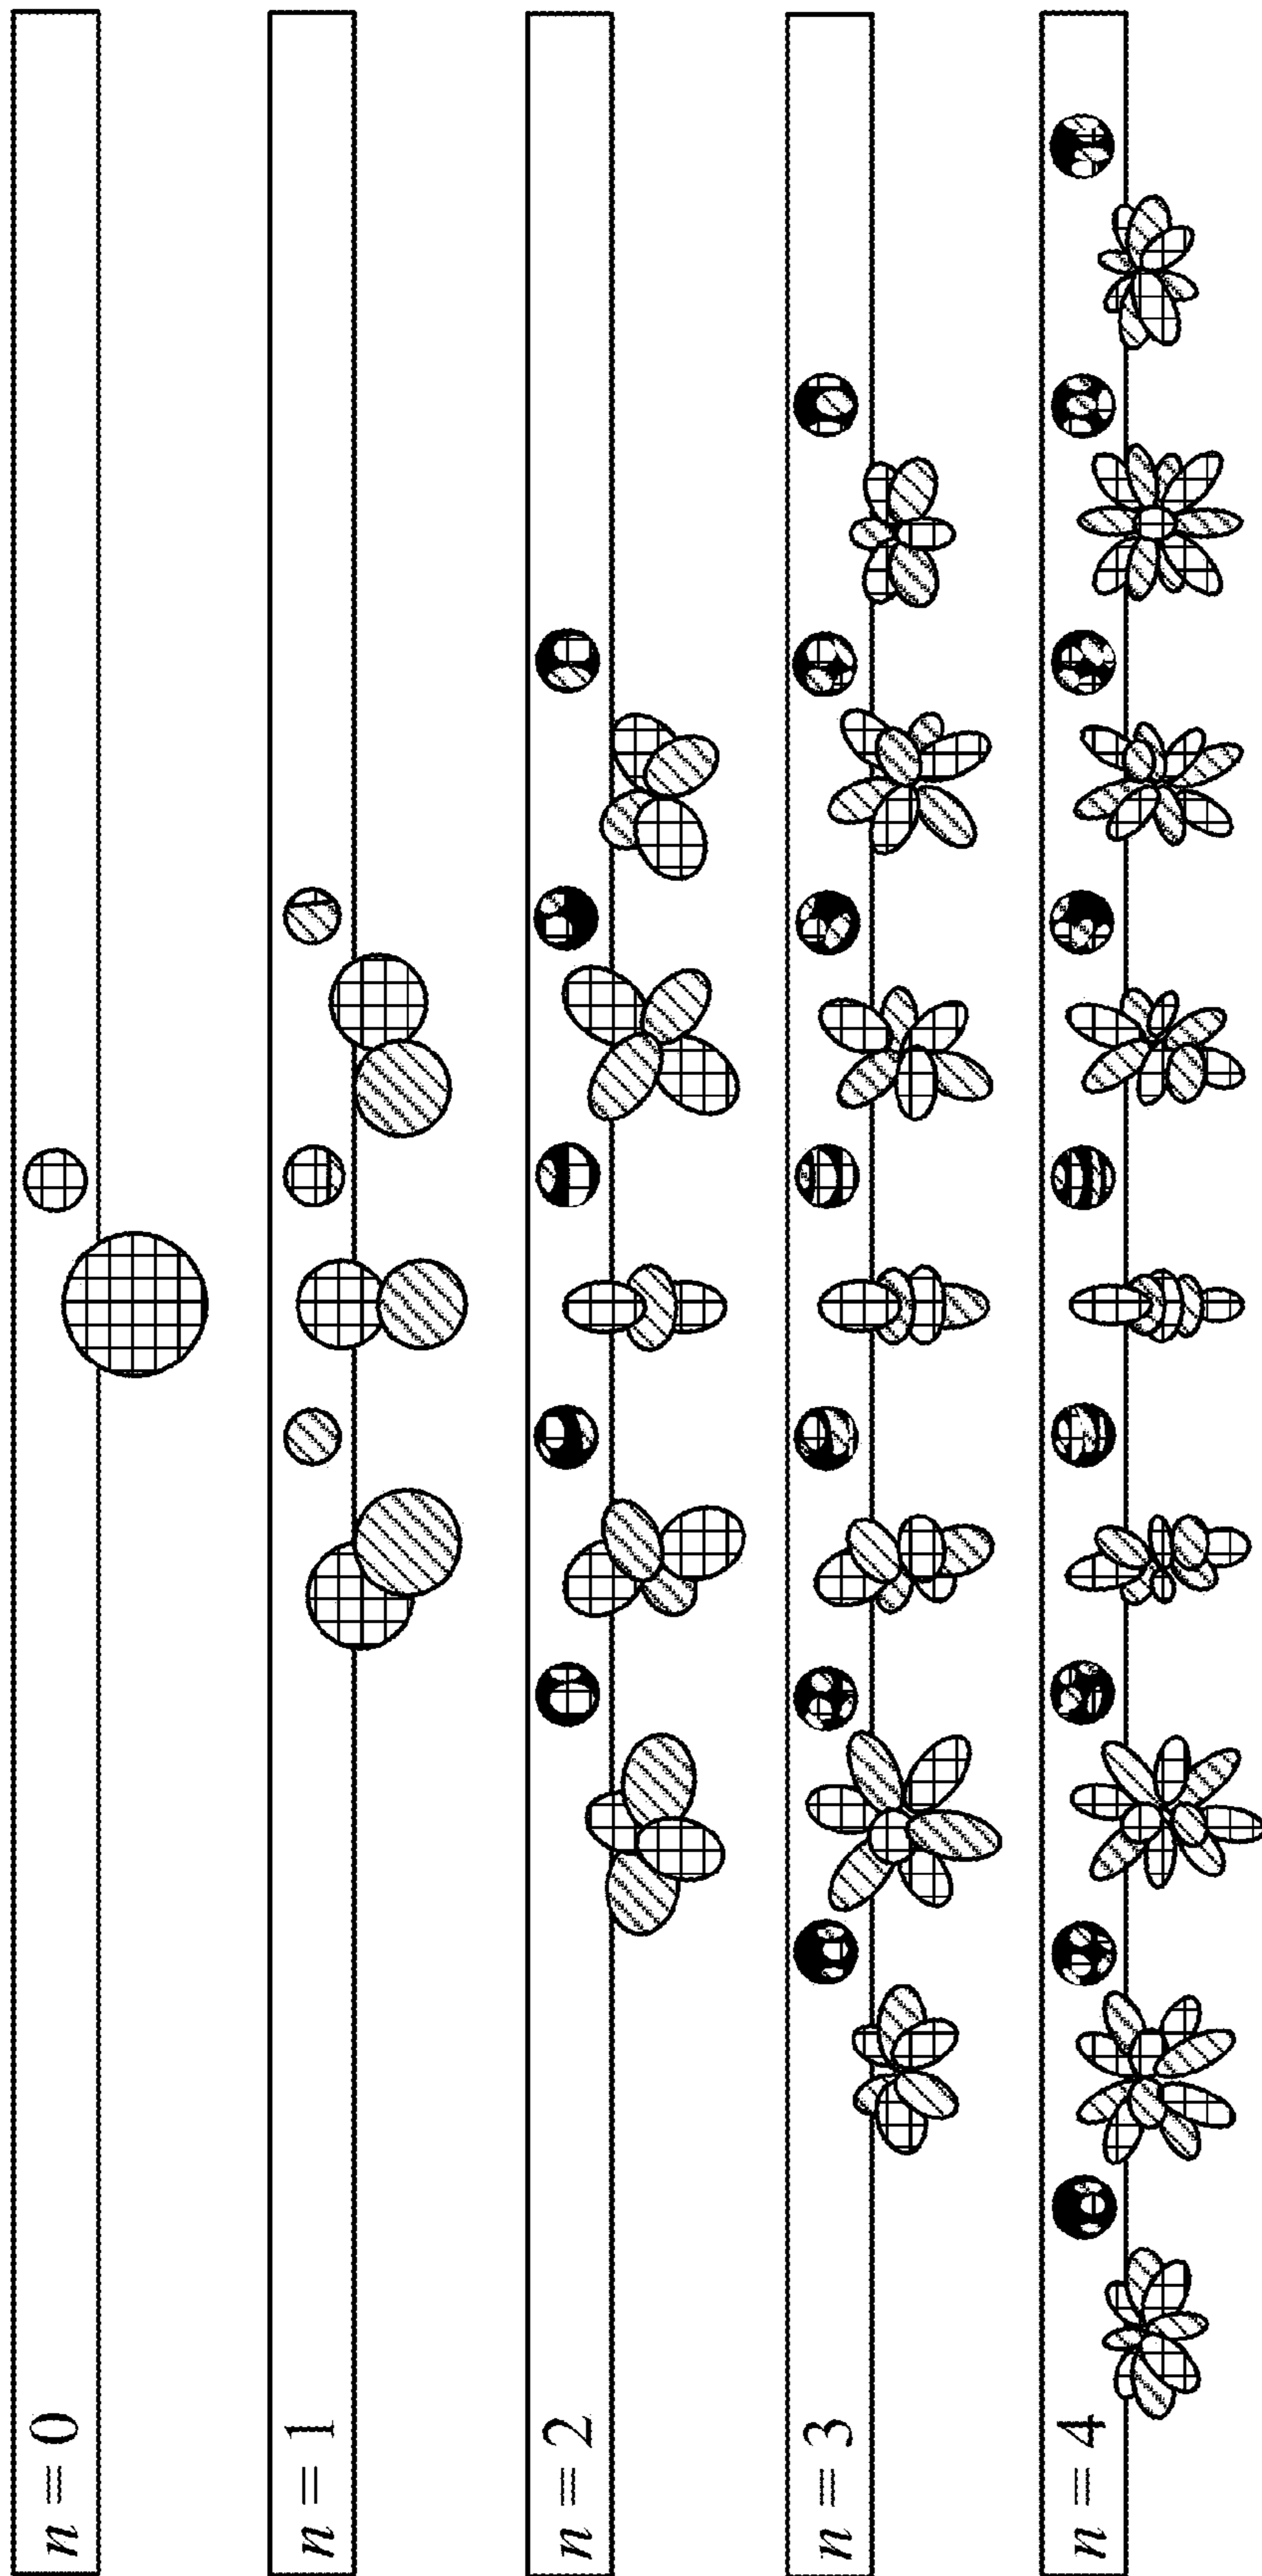 n = 0
n = 1
n = 2
n = 3
n = 4